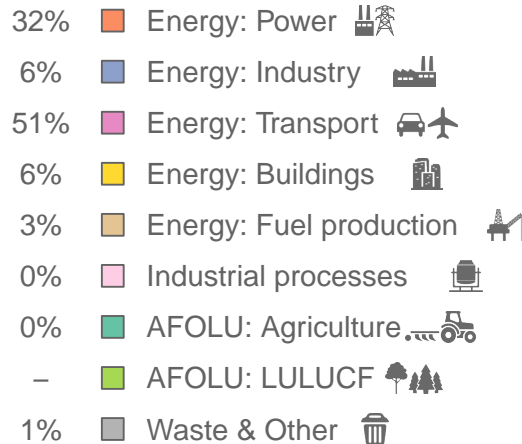 32% Energy: Power
6% Energy: Industry
51% Energy: Transport
6% Energy: Buildings
3% Energy: Fuel production
0% Industrial processes
0% AFOLU: Agriculture
– AFOLU: LULUCF
1% Waste & Other